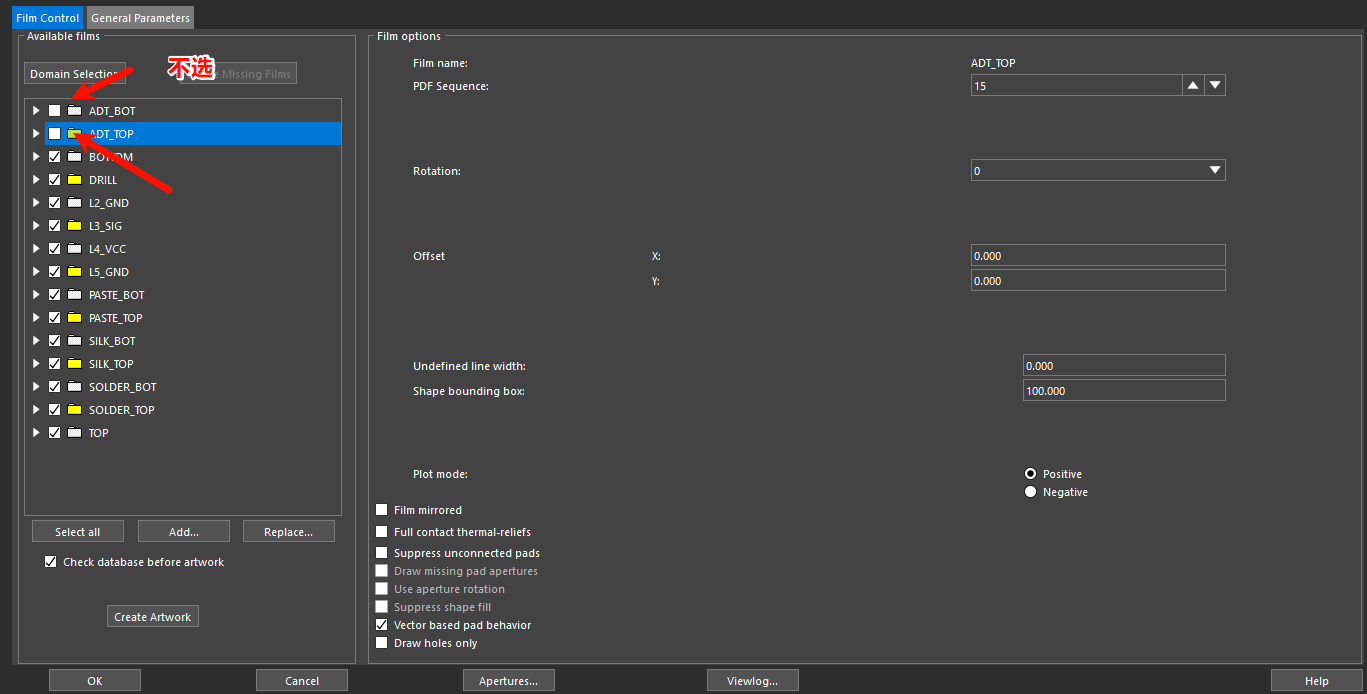 Film Control
General Parameters
Available films
Domain Selection
不选
Missing Films
ADT_BOT
ADT_TOP
BOTTOM
DRILL
L2_GND
L3_SIG
L4_VCC
L5_GND
PASTE_BOT
PASTE_TOP
SILK_BOT
SILK_TOP
SOLDER_BOT
SOLDER_TOP
TOP
Select all
Add...
Replace...
Check database before artwork
Create Artwork
Film options
Film name:
ADT_TOP
PDF Sequence:
15
Rotation:
0
Offset
X:
0.000
Y:
0.000
Undefined line width:
0.000
Shape bounding box:
100.000
Plot mode:
Positive
Negative
Film mirrored
Full contact thermal-reliefs
Suppress unconnected pads
Draw missing pad apertures
Use aperture rotation
Suppress shape fill
Vector based pad behavior
Draw holes only
OK
Cancel
Apertures...
Viewlog...
Help